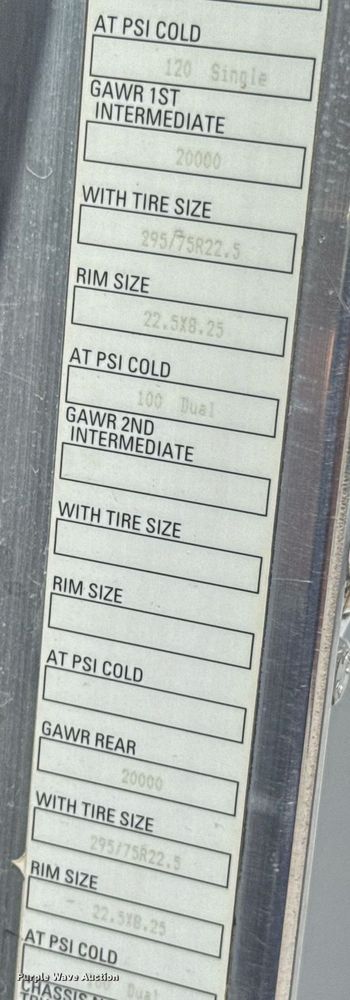 AT PSI COLD
120 Single
GAWR 1ST
INTERMEDIATE
20000
WITH TIRE SIZE
295/75R22.5
RIM SIZE
22.5X8.25
AT PSI COLD
100 Dual
GAWR 2ND
INTERMEDIATE
WITH TIRE SIZE
RIM SIZE
AT PSI COLD
GAWR REAR
20000
WITH TIRE SIZE
295/75R22.5
RIM SIZE
22.5X8.25
AT PSI COLD
Dual
CHASSIS
Purple Wave Auction